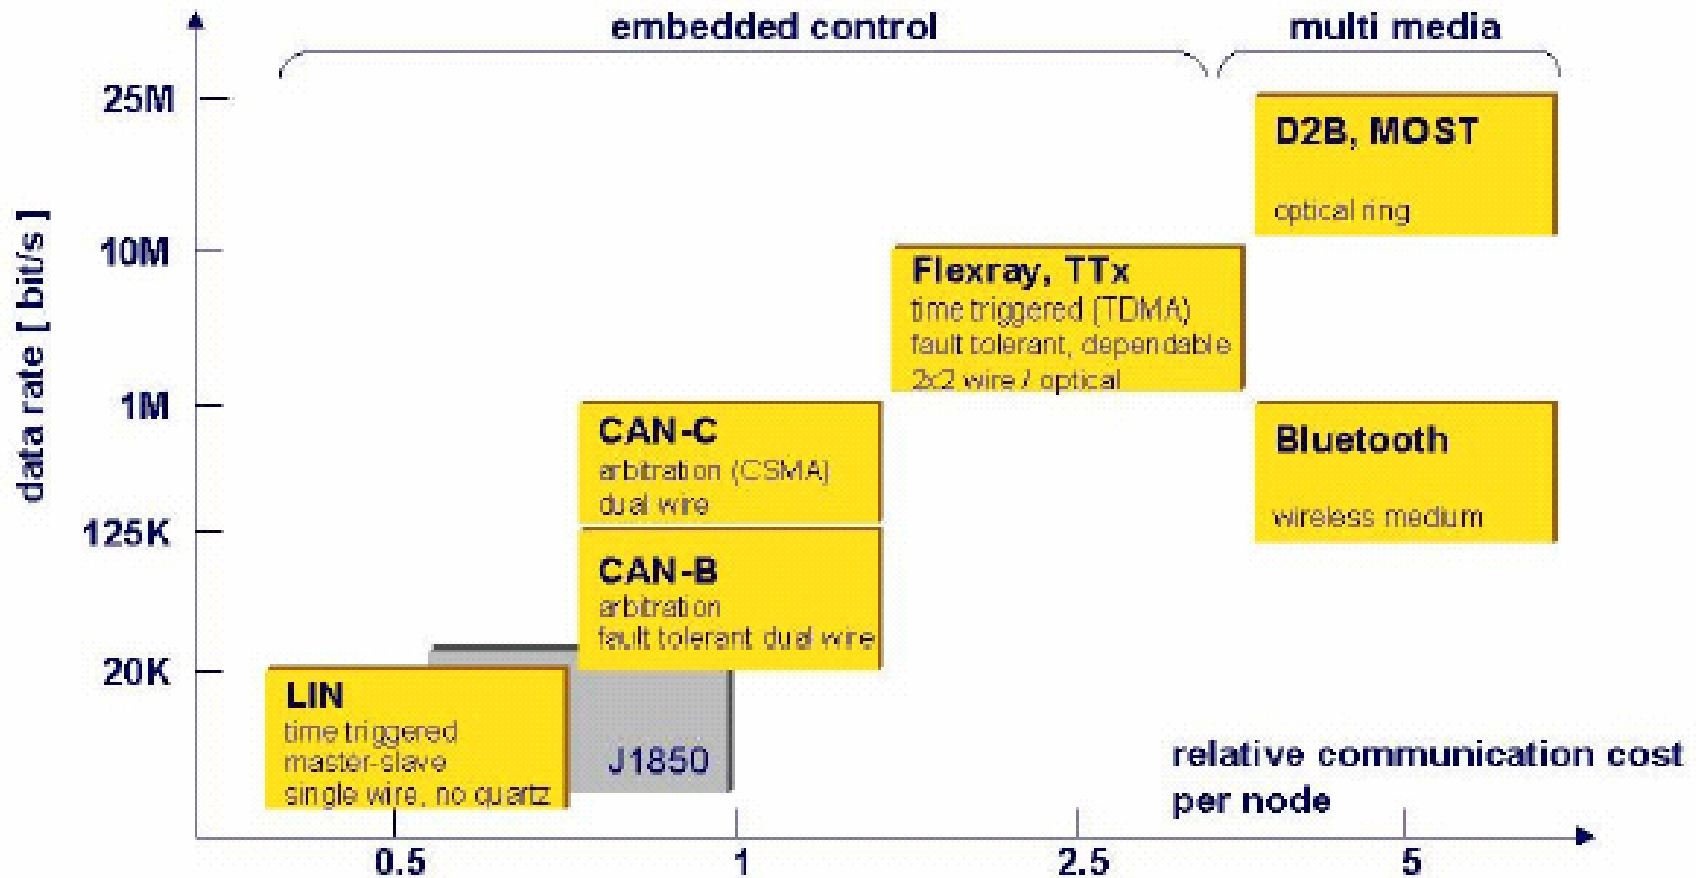 embedded control
multi media
25M
D2B, MOST
optical ring
data rate [ bit/s ]
10M
Flexray, TTx
time triggered (TDMA)
fault tolerant, dependable
2x2 wire / optical
1M
CAN-C
arbitration (CSMA)
dual wire
Bluetooth
wireless medium
125K
CAN-B
arbitration
fault tolerant dual wire
20K
LIN
time triggered
master-slave
single wire, no quartz
J1850
relative communication cost
per node
0.5
1
2.5
5